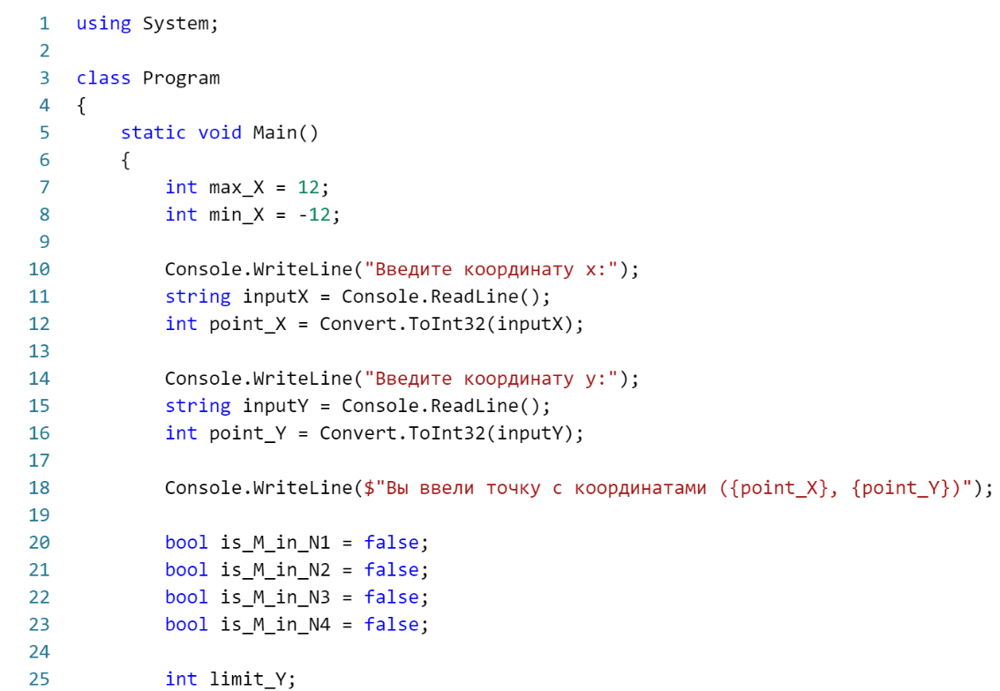 1 using System;
2
3 class Program
4 {
5 static void Main()
6 {
7 int max_X = 12;
8 int min_X = -12;
9
10 Console.WriteLine("Введите координату x:");
11 string inputX = Console.ReadLine();
12 int point_X = Convert.ToInt32(inputX);
13
14 Console.WriteLine("Введите координату y:");
15 string inputY = Console.ReadLine();
16 int point_Y = Convert.ToInt32(inputY);
17
18 Console.WriteLine($"Вы ввели точку с координатами ({point_X}, {point_Y})");
19
20 bool is_M_in_N1 = false;
21 bool is_M_in_N2 = false;
22 bool is_M_in_N3 = false;
23 bool is_M_in_N4 = false;
24
25 int limit_Y;